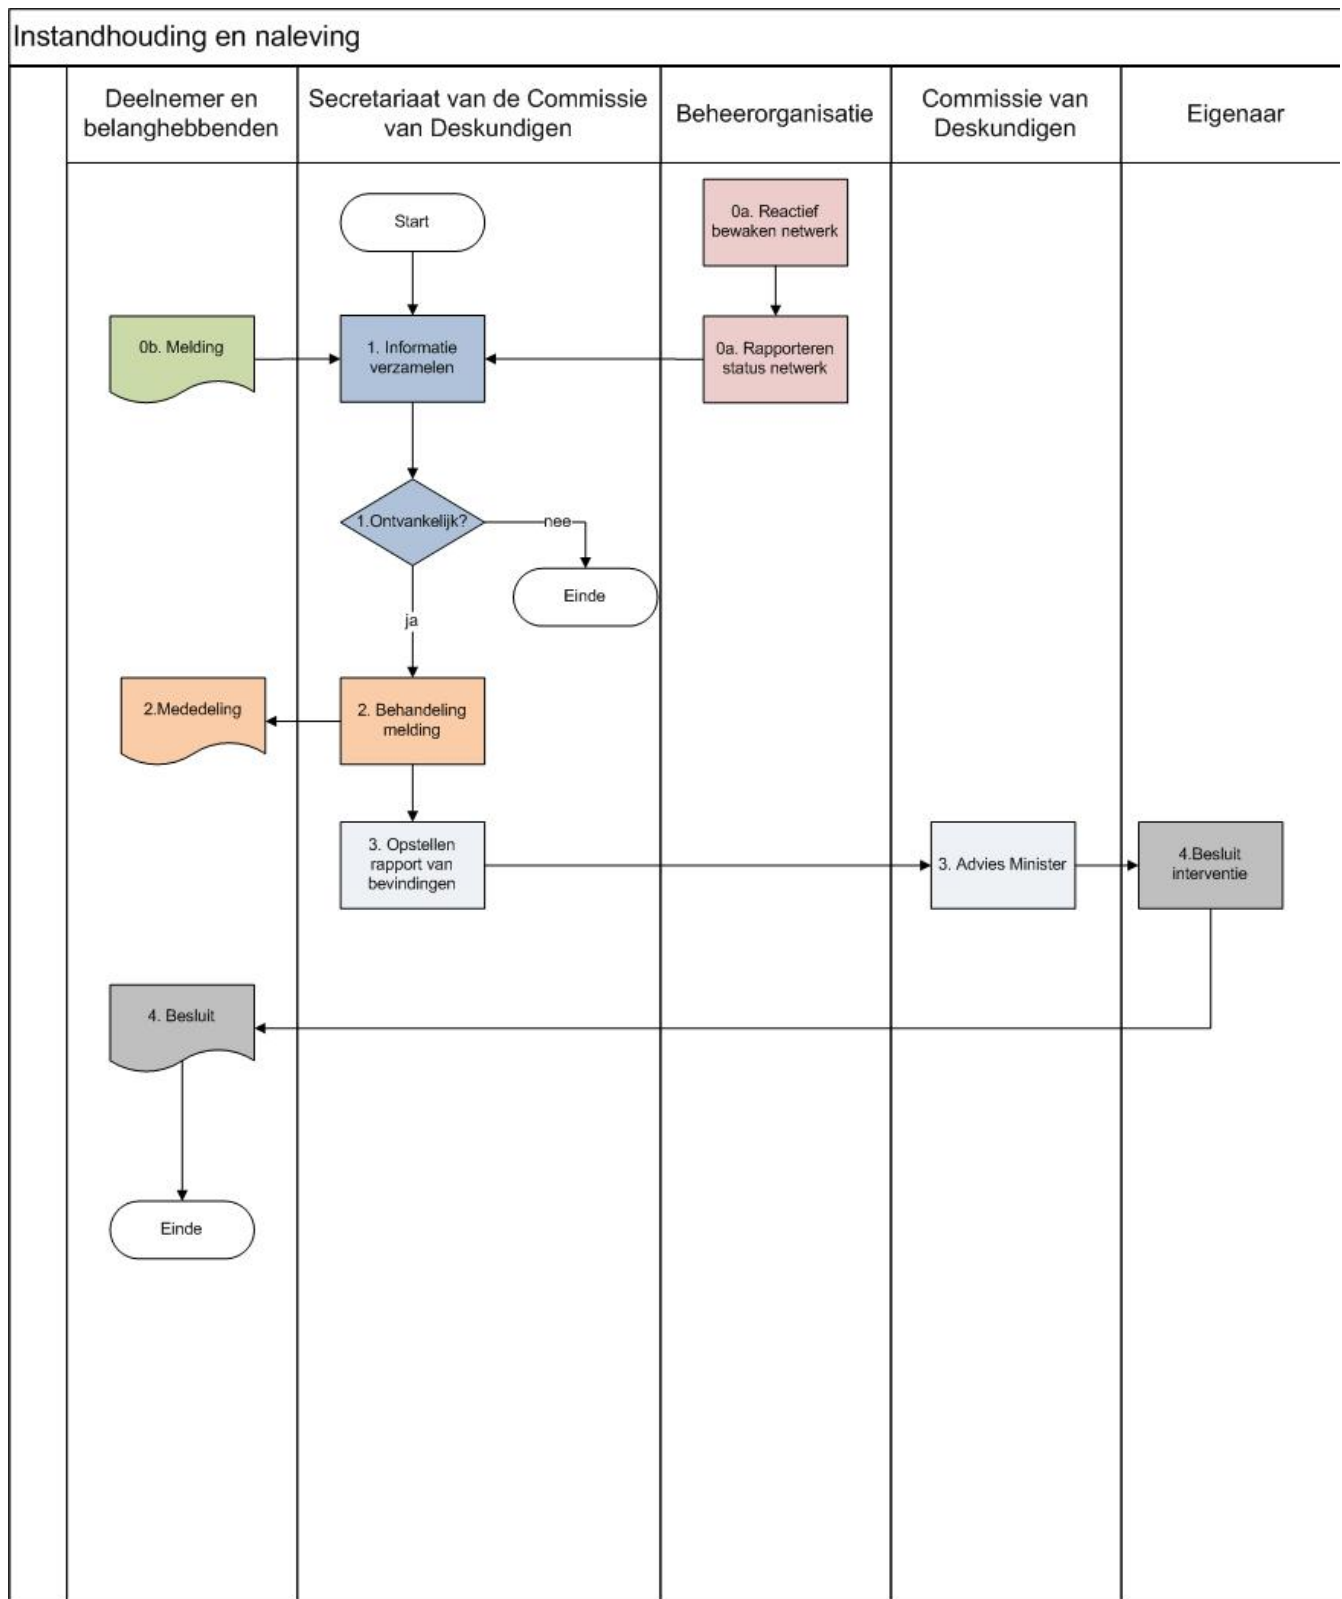 Instandhouding en naleving
Deelnemer en
belanghebbenden
Secretariaat van de Commissie
van Deskundigen
Beheerorganisatie
Commissie van
Deskundigen
Eigenaar
Start
0a. Reactief
bewaken netwerk
0b. Melding
1. Informatie
verzamelen
0a. Rapporteren
status netwerk
1.Ontvankelijk?
nee
Einde
ja
2.Mededeling
2. Behandeling
melding
3. Opstellen
rapport van
bevindingen
3. Advies Minister
4.Besluit
interventie
4. Besluit
Einde